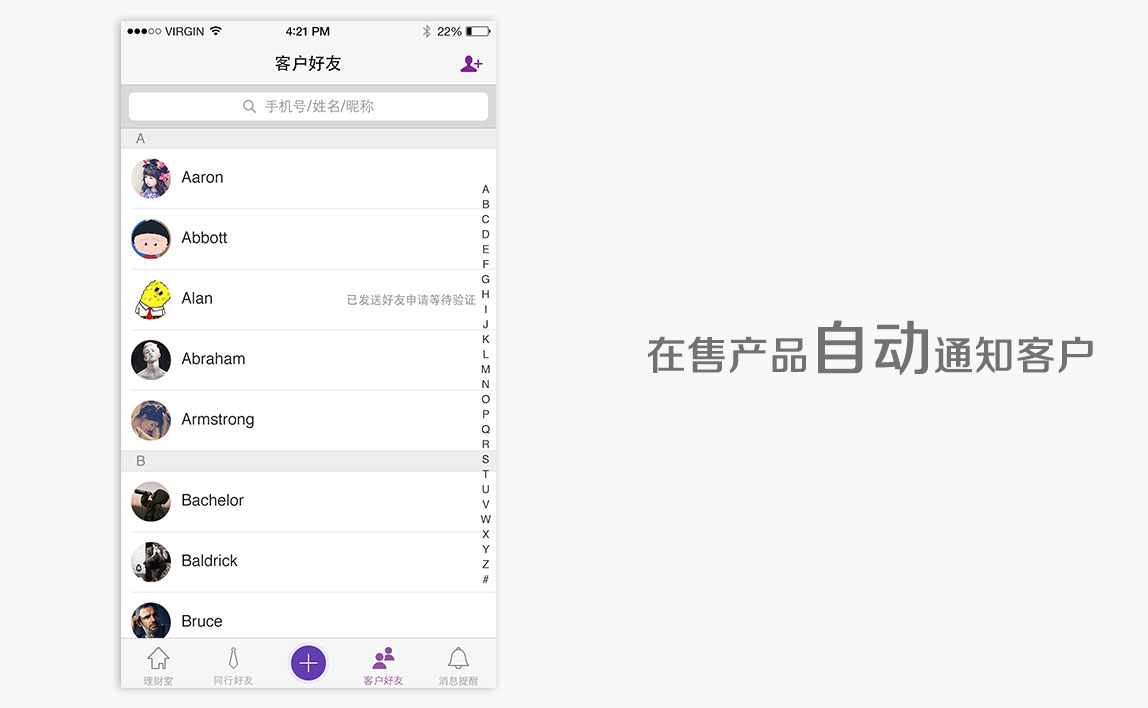 VIRGIN 4:21 PM 22%
客户好友
手机号/姓名/昵称
A
Aaron
Abbott
Alan 已发送好友申请等待验证
Abraham
Armstrong
B
Bachelor
Baldrick
Bruce
A
B
C
D
E
F
G
H
I
J
K
L
M
N
O
P
Q
R
S
T
U
V
W
X
Y
Z
#
理财室 同行好友 客户好友 消息提醒
在售产品自动通知客户